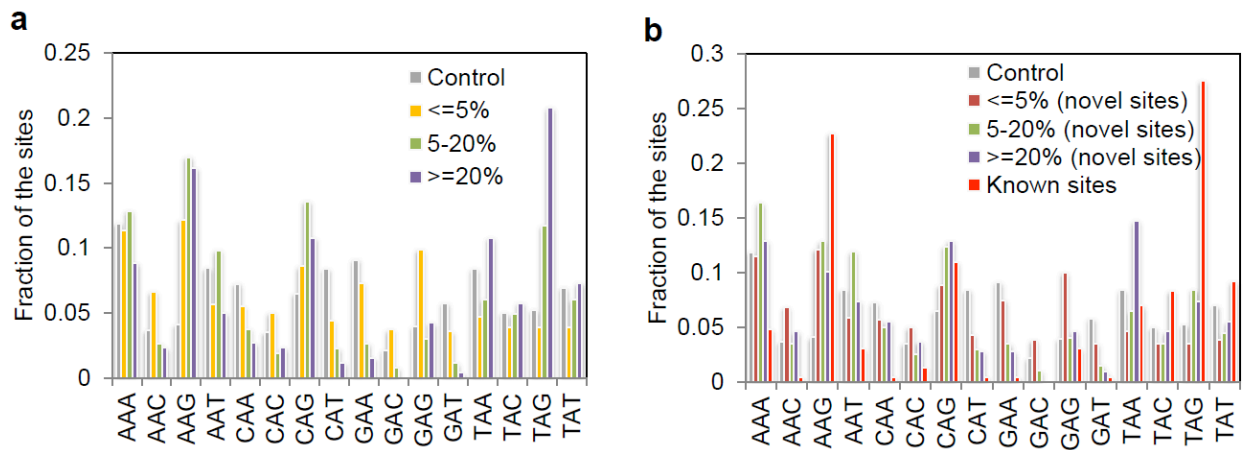 a
Fraction of the sites
0.25
0.2
0.15
0.1
0.05
0
Control
<=5%
5-20%
>=20%
AAA
AAC
AAG
AAT
CAA
CAC
CAG
CAT
GAA
GAC
GAG
GAT
TAA
TAC
TAG
TAT
b
Fraction of the sites
0.3
0.25
0.2
0.15
0.1
0.05
0
Control
<=5% (novel sites)
5-20% (novel sites)
>=20% (novel sites)
Known sites
AAA
AAC
AAG
AAT
CAA
CAC
CAG
CAT
GAA
GAC
GAG
GAT
TAA
TAC
TAG
TAT